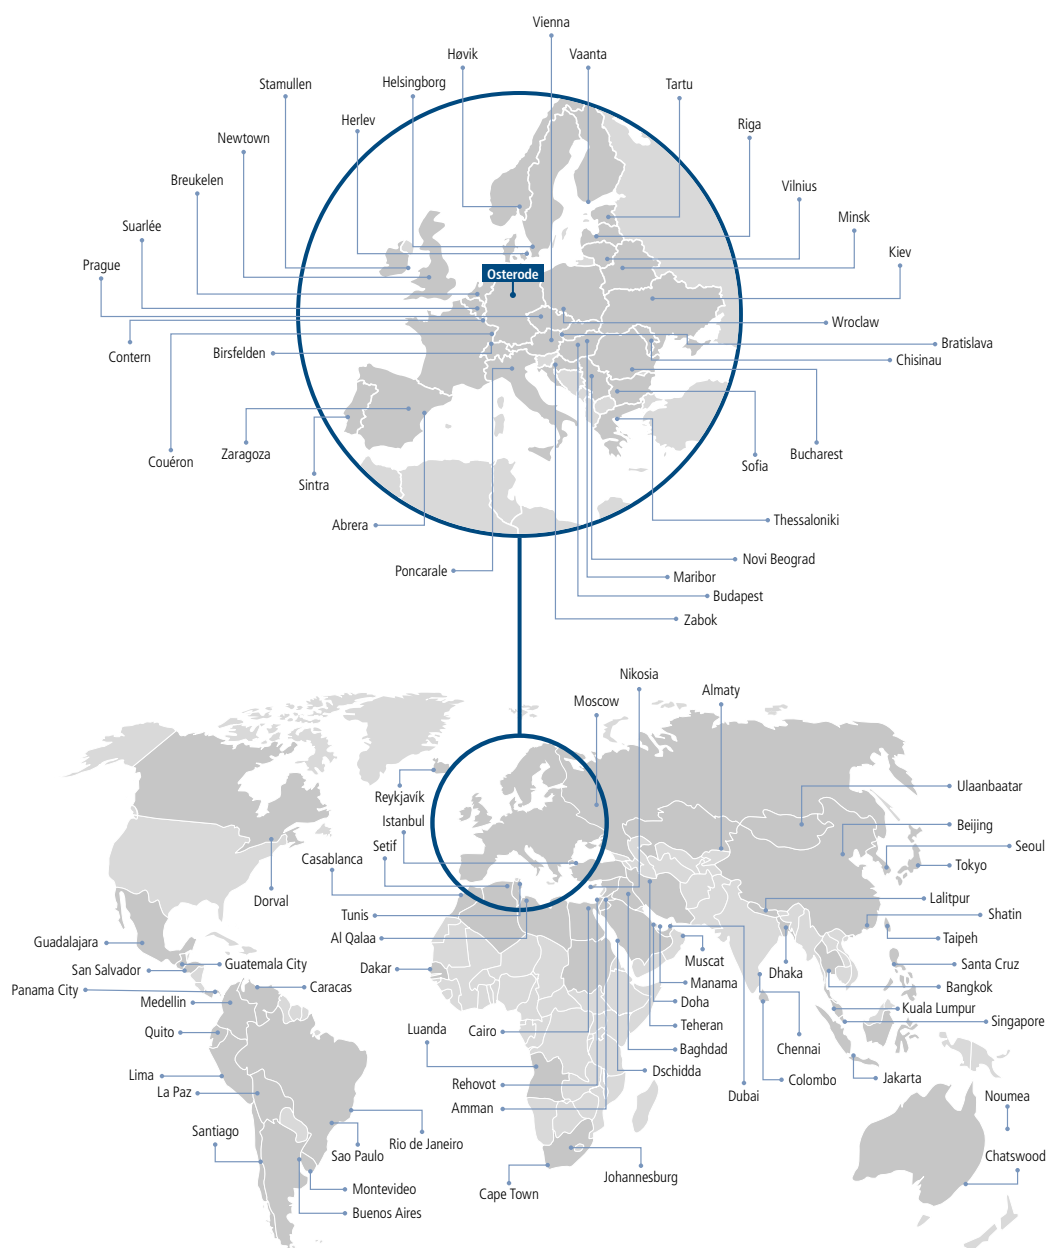 Vienna
Høvik
Vaanta
Stamullen
Helsingborg
Tartu
Herlev
Riga
Newtown
Breukelen
Vilnius
Suarlée
Minsk
Prague
Kiev
Osterode
Wroclaw
Contern
Birsfelden
Bratislava
Chisinau
Couéron
Zaragoza
Sintra
Sofia
Bucharest
Abrera
Thessaloniki
Poncarale
Novi Beograd
Maribor
Budapest
Zabok
Nikosia
Moscow
Almaty
Reykjavík
Istanbul
Setif
Casablanca
Ulaanbaatar
Beijing
Seoul
Tokyo
Dorval
Lalitpur
Tunis
Shatin
Al Qalaa
Taipeh
Guadalajara
Guatemala City
San Salvador
Dakar
Muscat
Dhaka
Santa Cruz
Panama City
Caracas
Manama
Bangkok
Medellin
Doha
Kuala Lumpur
Quito
Luanda
Cairo
Teheran
Singapore
Baghdad
Chennai
Lima
Rehovot
Dschidda
Colombo
Jakarta
La Paz
Amman
Dubai
Noumea
Santiago
Rio de Janeiro
Sao Paulo
Chatswood
Montevideo
Cape Town
Johannesburg
Buenos Aires